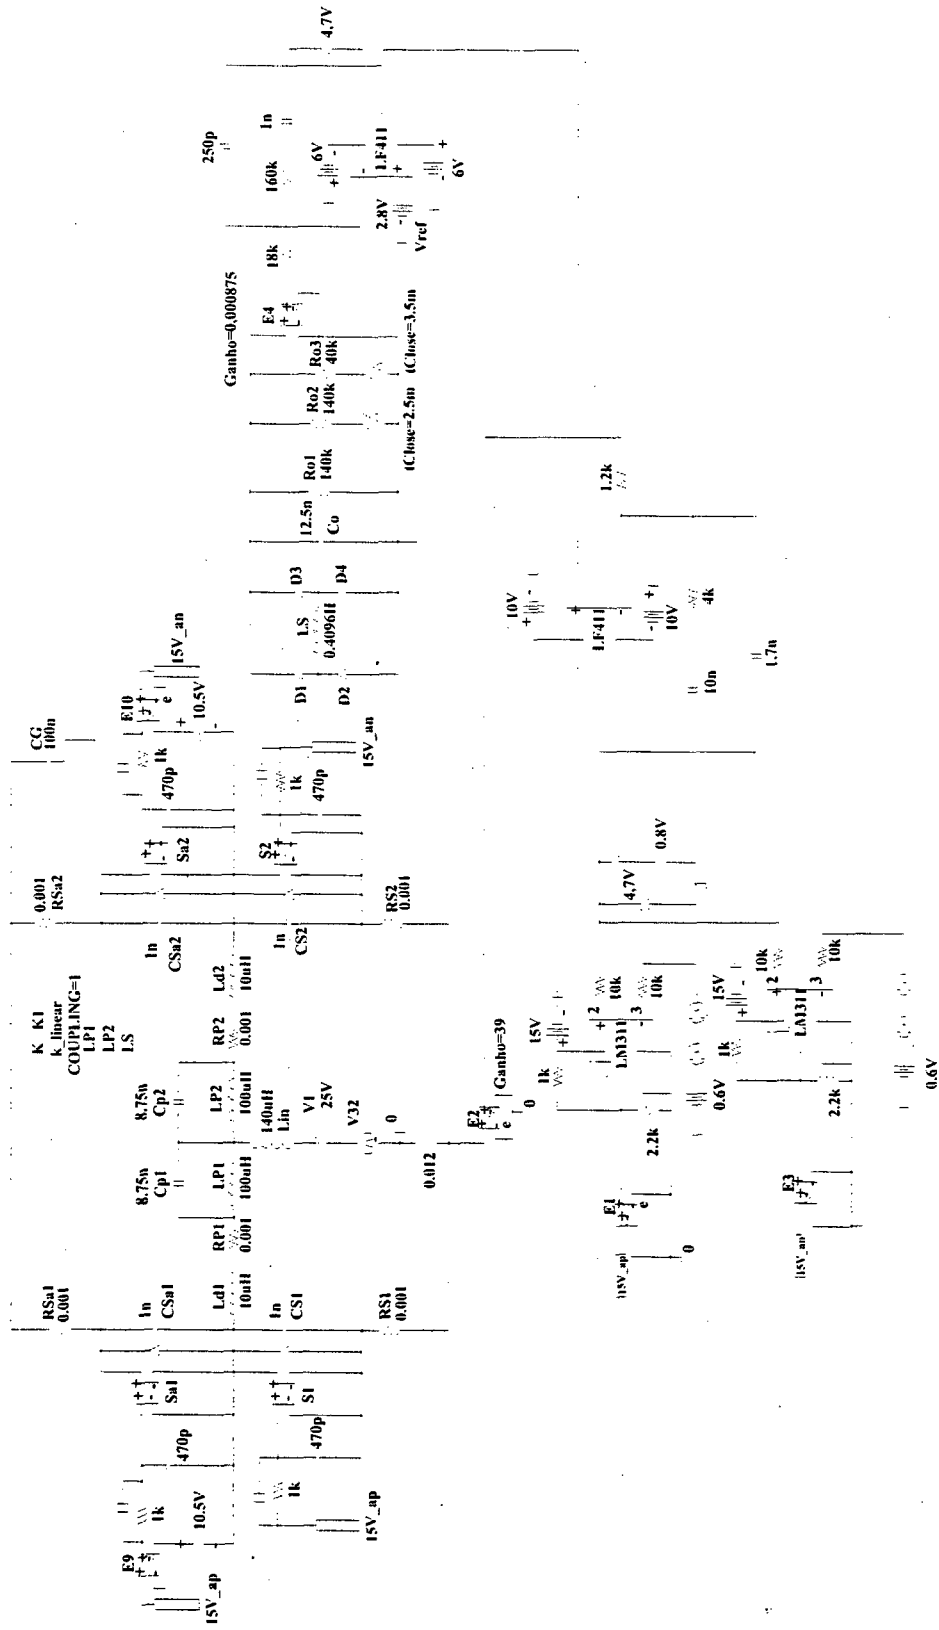 K K1
k_linear
COUPLING=1
LP1
LP2
LS
RSa1
0.001
0.001
RSa2
CG
100n
E9
15V_ap
1k
10.5V
470p
Sa1
1n
CSa1
8.75n
Cp1
8.75n
Cp2
1n
CSa2
Sa2
470p
1k
E10
e
10.5V
15V_an
Ld1
10uH
RP1
0.001
LP1
100uH
LP2
100uH
RP2
0.001
Ld2
10uH
15V_ap
1k
470p
S1
1n
CS1
140uH
Lin
V1
25V
V32
0
0.012
1n
CS2
S2
1k
470p
15V_an
RS1
0.001
RS2
0.001
D1
D2
LS
0.4096H
D3
D4
12.5n
Co
Ro1
140k
Ro2
140k
Ro3
40k
tClose=2.5m
tClose=3.5m
Ganho=0,000875
E4
18k
160k
250p
1n
6V
LF411
6V
2.8V
Vref
4,7V
E2
e
0
Ganho=39
15V_ap
0
E1
e
2.2k
1k
15V
LM311
2
3
10k
10k
0.6V
4,7V
0.8V
10n
1.7n
4k
10V
LF411
10V
1.2k
15V_an
E3
2.2k
1k
15V
LM311
2
3
10k
10k
0.6V